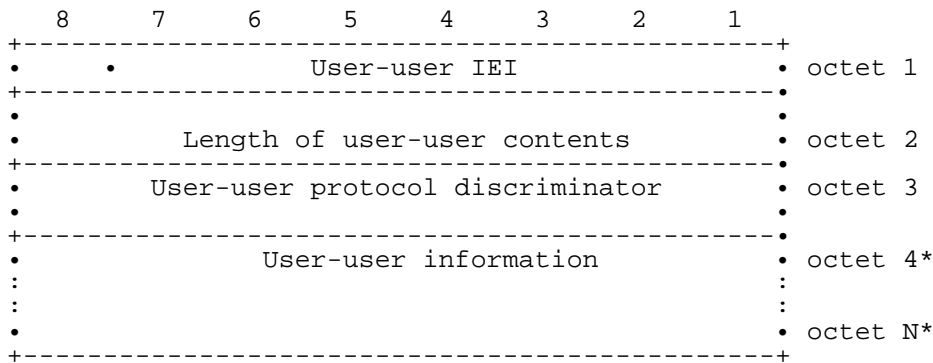 8 7 6 5 4 3 2 1
+-----------------------------------------------+
• • User-user IEI • octet 1
+-----------------------------------------------•
• •
• Length of user-user contents • octet 2
+-----------------------------------------------•
• User-user protocol discriminator • octet 3
• •
+-----------------------------------------------•
• User-user information • octet 4*
: :
: :
• • octet N*
+-----------------------------------------------+